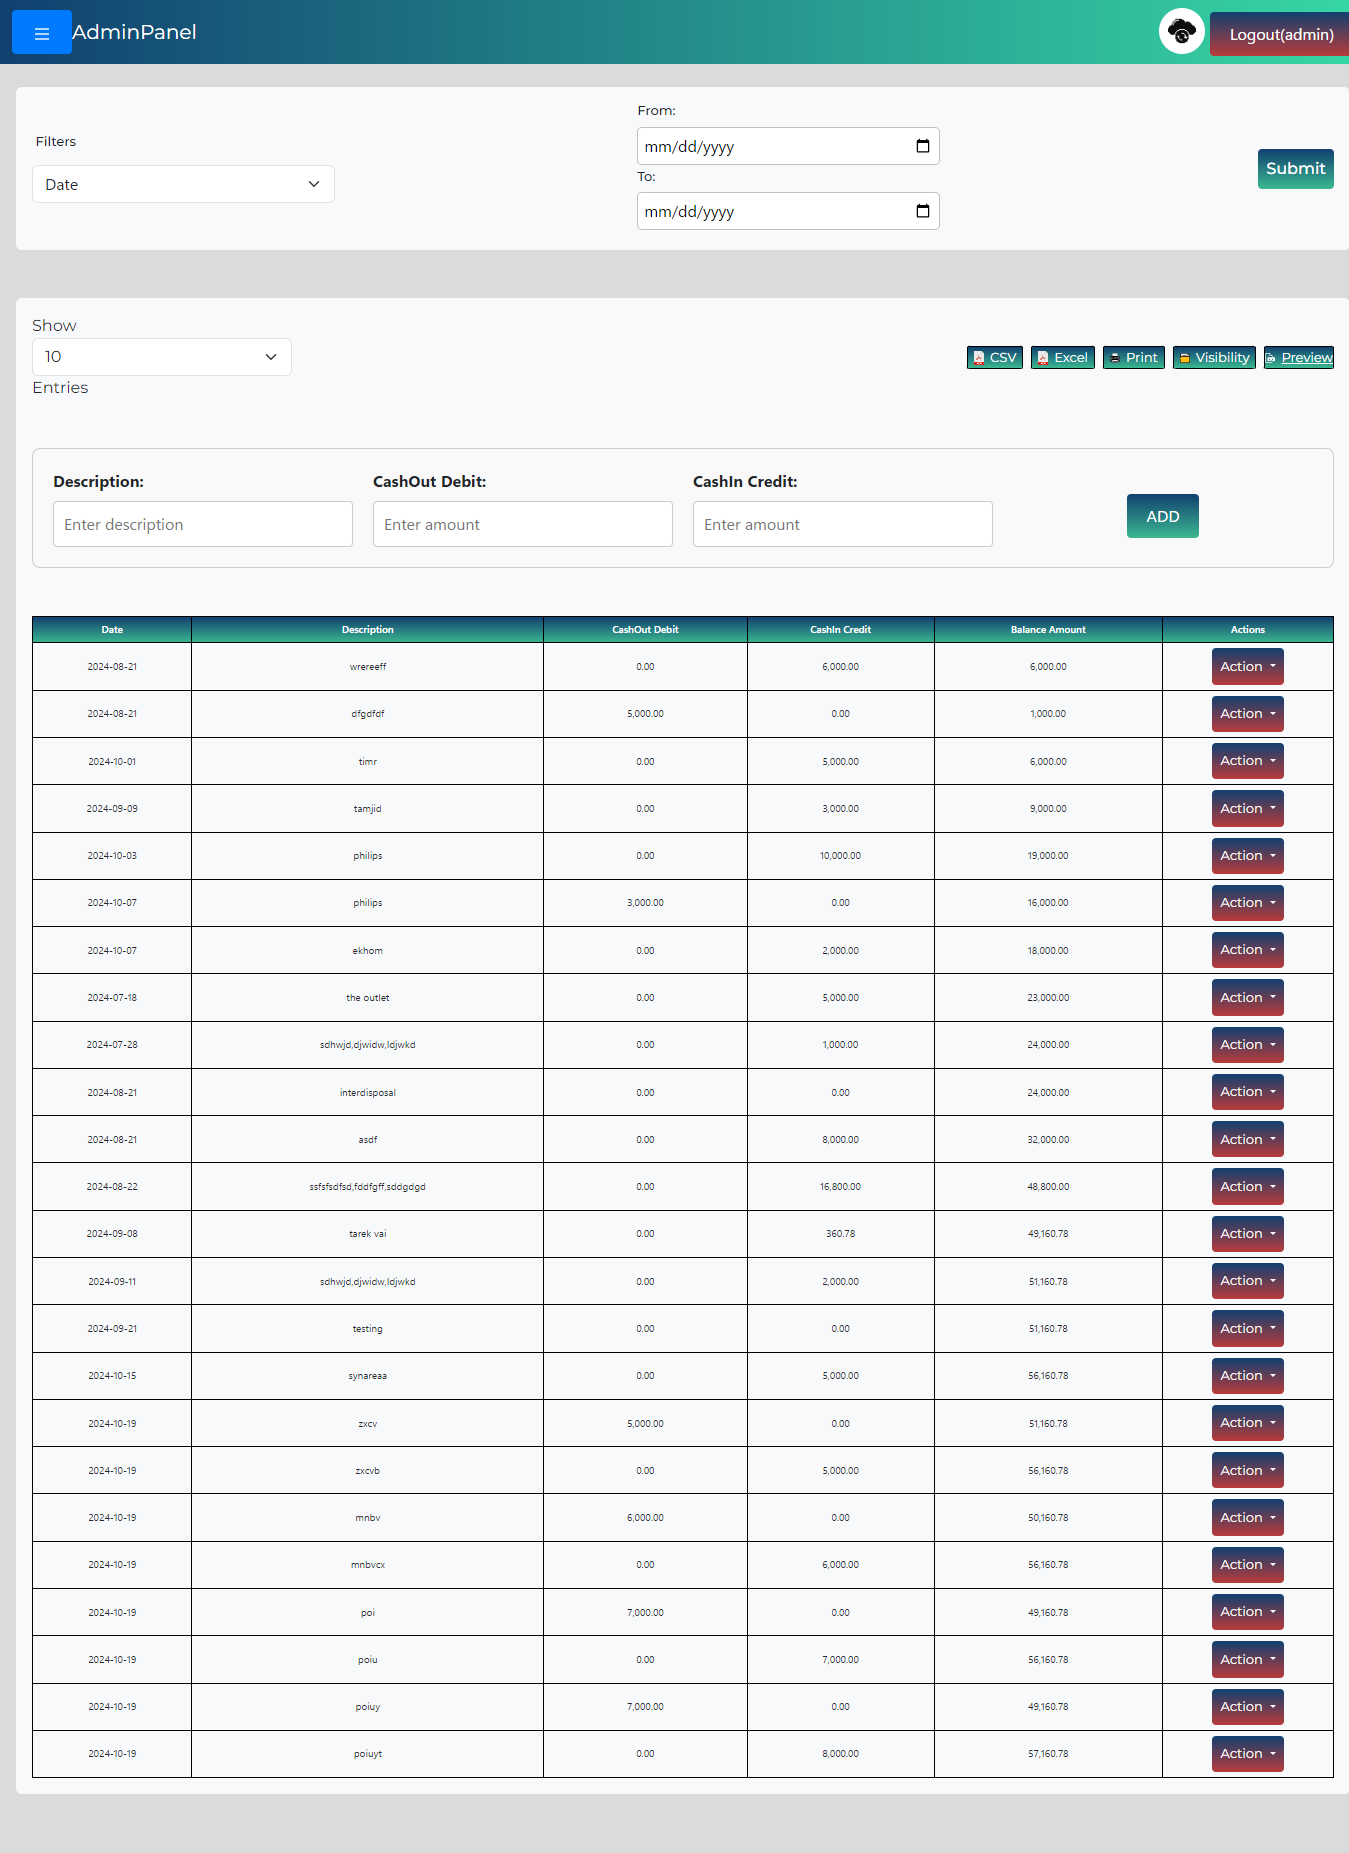 AdminPanel
Logout(admin)
Filters
Date
From:
mm/dd/yyyy
To:
mm/dd/yyyy
Submit
Show
10
Entries
CSV Excel Print Visibility Preview
Description: CashOut Debit: CashIn Credit:
Enter description Enter amount Enter amount ADD
Date Description CashOut Debit CashIn Credit Balance Amount Actions
2024-08-21 wrereeff 0.00 6,000.00 6,000.00 Action
2024-08-21 dfgdfdf 5,000.00 0.00 1,000.00 Action
2024-10-01 timr 0.00 5,000.00 6,000.00 Action
2024-09-09 tamjid 0.00 3,000.00 9,000.00 Action
2024-10-03 philips 0.00 10,000.00 19,000.00 Action
2024-10-07 philips 3,000.00 0.00 16,000.00 Action
2024-10-07 ekhom 0.00 2,000.00 18,000.00 Action
2024-07-18 the outlet 0.00 5,000.00 23,000.00 Action
2024-07-28 sdhwjd,djwidw,ldjwkd 0.00 1,000.00 24,000.00 Action
2024-08-21 interdisposal 0.00 0.00 24,000.00 Action
2024-08-21 asdf 0.00 8,000.00 32,000.00 Action
2024-08-22 ssfsfsdfsd,fddfgff,sddgdgd 0.00 16,800.00 48,800.00 Action
2024-09-08 tarek vai 0.00 360.78 49,160.78 Action
2024-09-11 sdhwjd,djwidw,ldjwkd 0.00 2,000.00 51,160.78 Action
2024-09-21 testing 0.00 0.00 51,160.78 Action
2024-10-15 synareaa 0.00 5,000.00 56,160.78 Action
2024-10-19 zxcv 5,000.00 0.00 51,160.78 Action
2024-10-19 zxcvb 0.00 5,000.00 56,160.78 Action
2024-10-19 mnbv 6,000.00 0.00 50,160.78 Action
2024-10-19 mnbvcx 0.00 6,000.00 56,160.78 Action
2024-10-19 poi 7,000.00 0.00 49,160.78 Action
2024-10-19 poiu 0.00 7,000.00 56,160.78 Action
2024-10-19 poiuy 7,000.00 0.00 49,160.78 Action
2024-10-19 poiuyt 0.00 8,000.00 57,160.78 Action